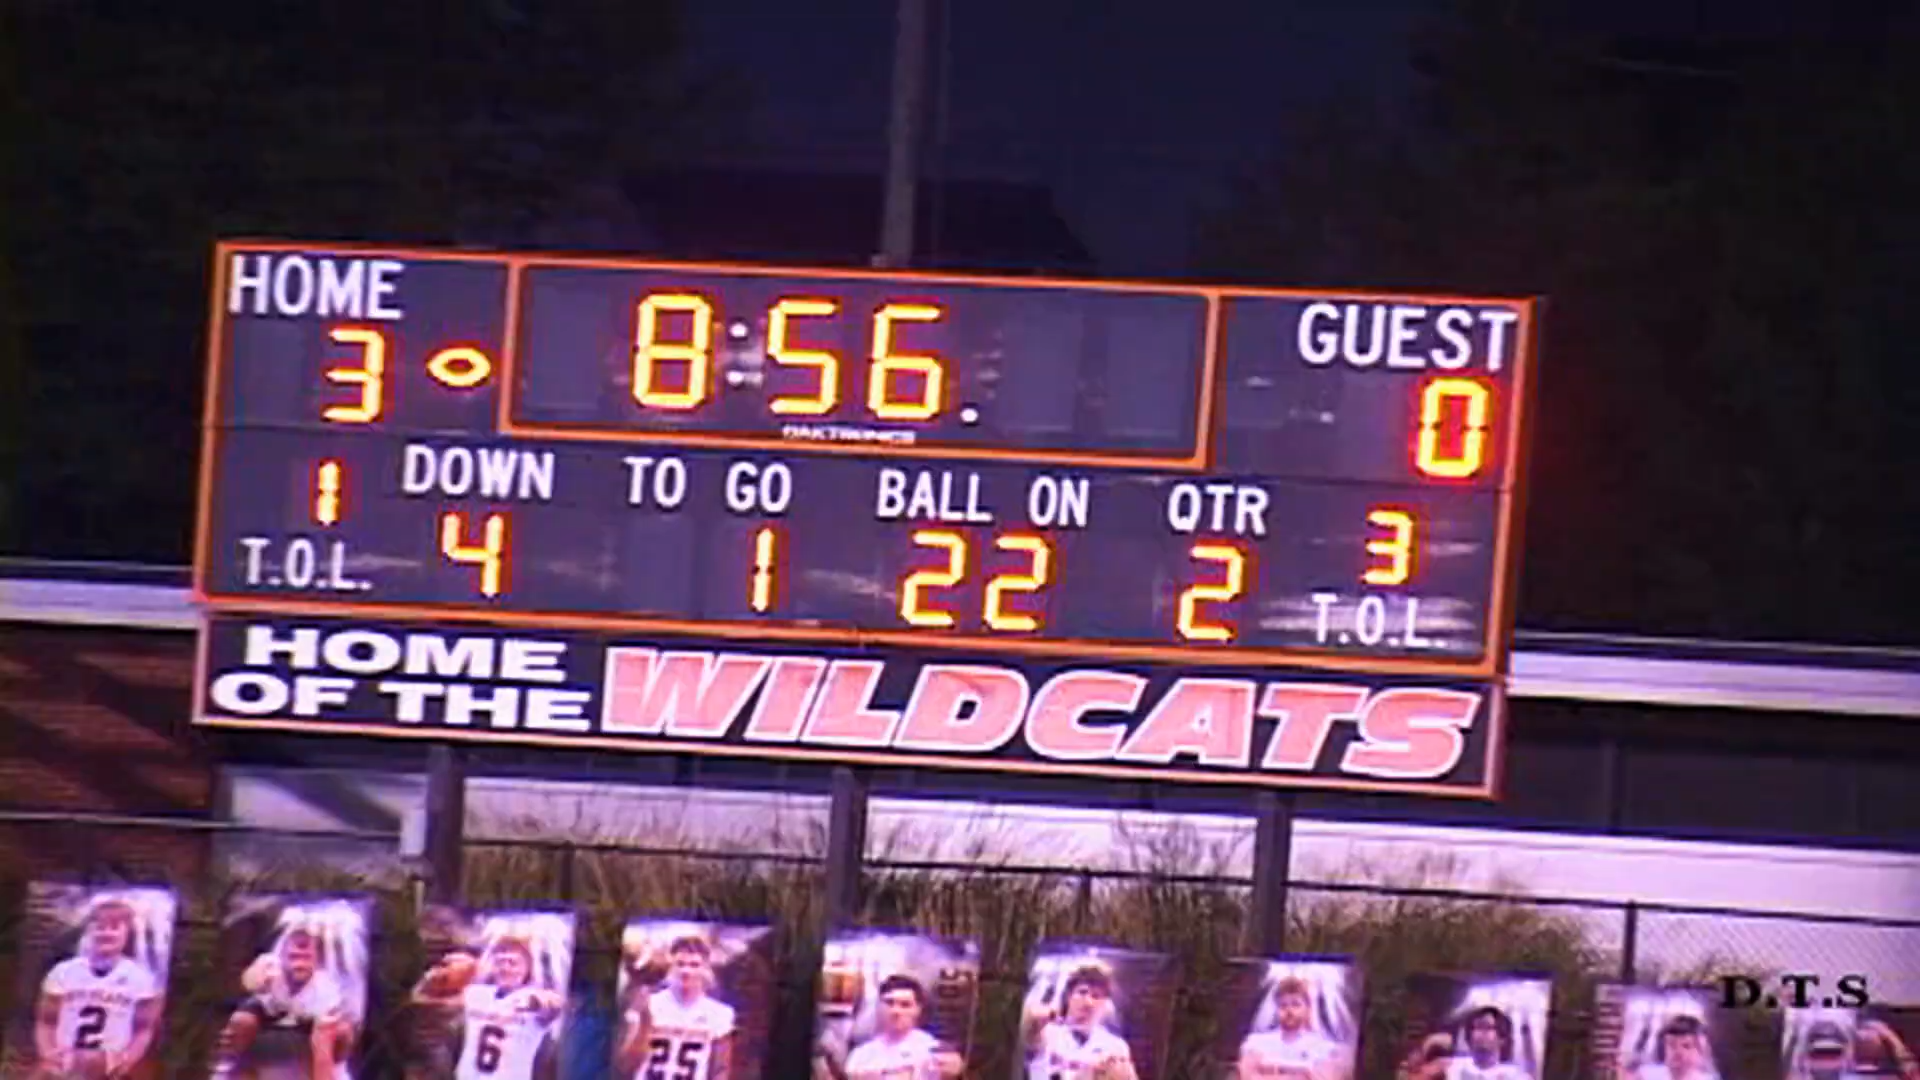 HOME
GUEST
3
8:56.
0
DAKTRONICS
DOWN
TO GO
BALL ON
QTR
1
4
1
22
2
3
T.O.L.
T.O.L.
HOME
OF THE
WILDCATS
2
6
25
D.T.S